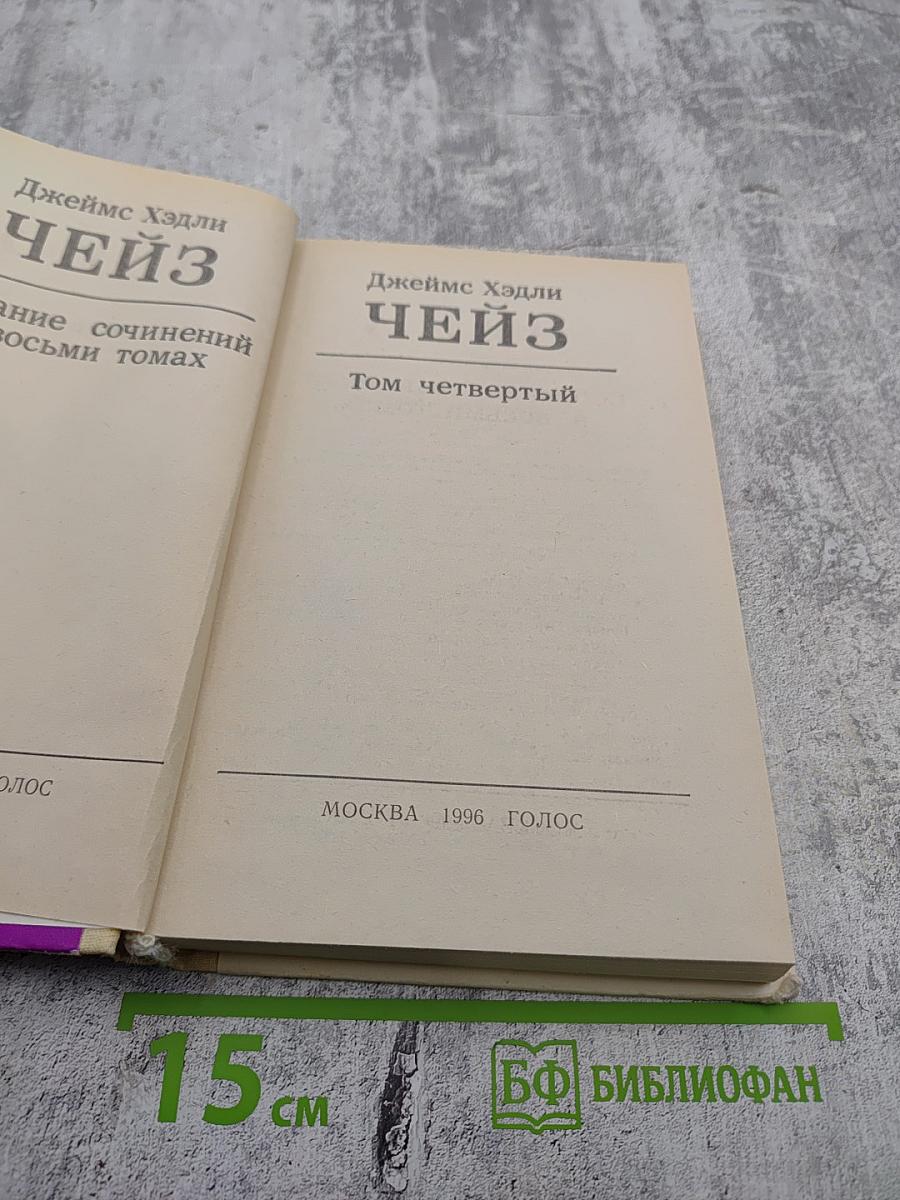 Джеймс Хэдли
ЧЕЙЗ
ание сочинений
восьми томах
ОЛОС
Джеймс Хэдли
ЧЕЙЗ
Том четвертый
МОСКВА 1996 ГОЛОС
15 см
БФ БИБЛИОФАН